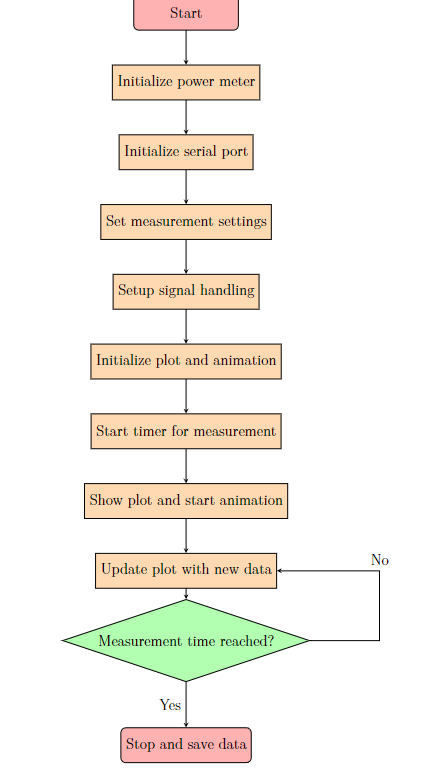 Start
Initialize power meter
Initialize serial port
Set measurement settings
Setup signal handling
Initialize plot and animation
Start timer for measurement
Show plot and start animation
No
Update plot with new data
Measurement time reached?
Yes
Stop and save data